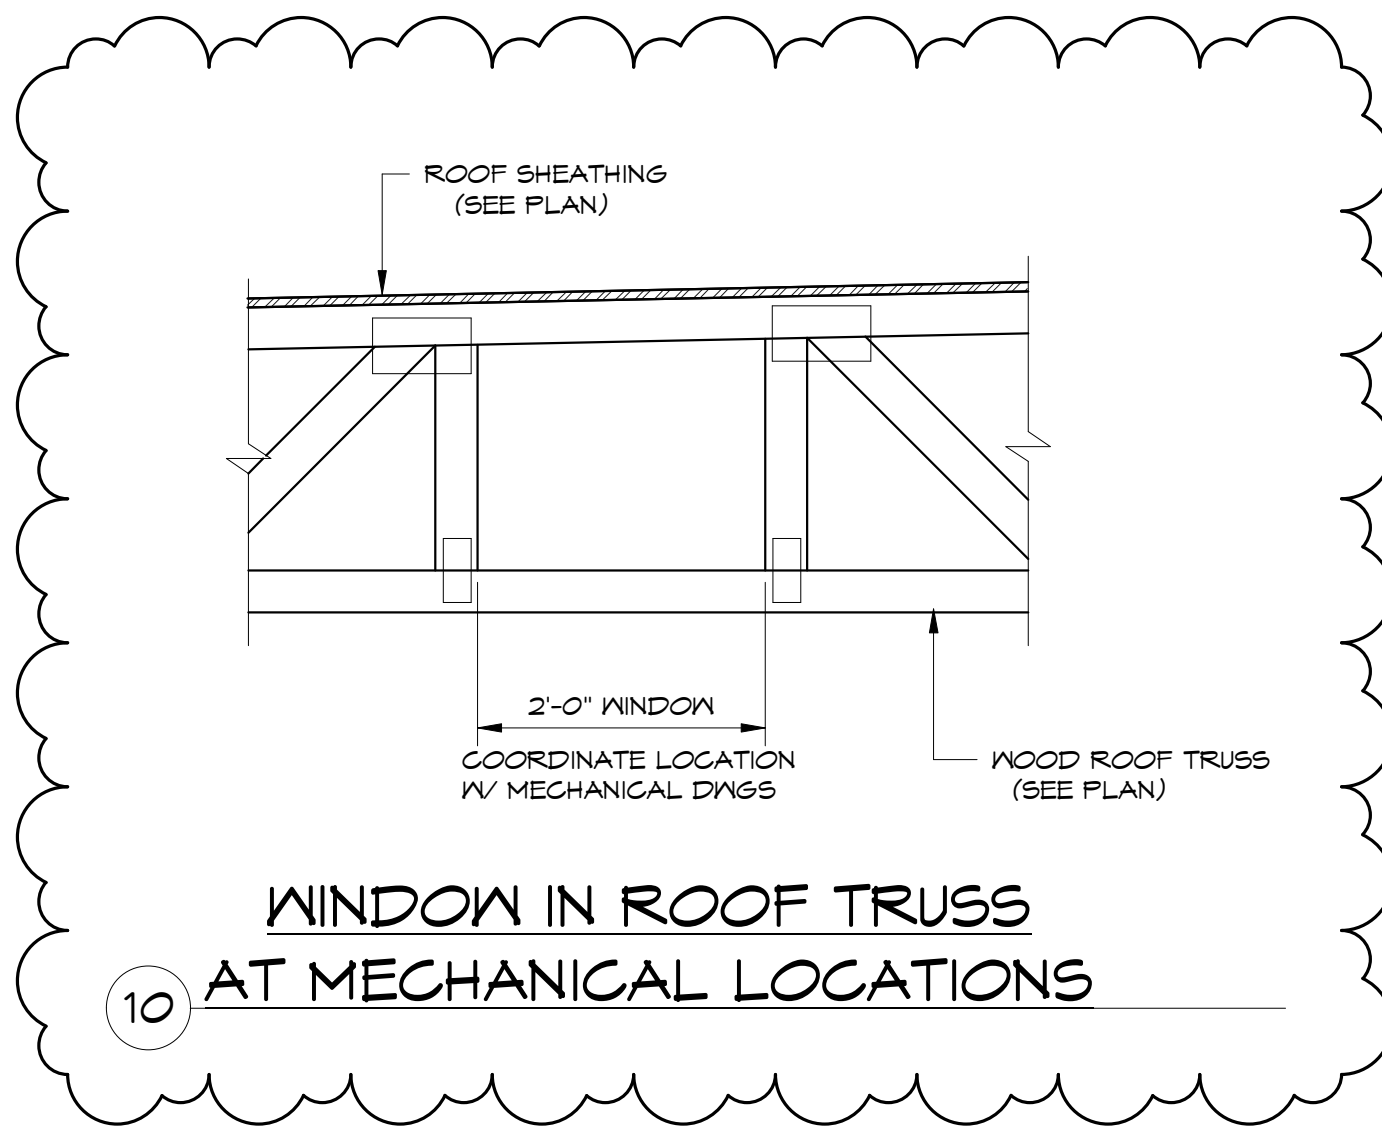 ROOF SHEATHING
(SEE PLAN)
2'-0" WINDOW
COORDINATE LOCATION
W/ MECHANICAL DWGS
WOOD ROOF TRUSS
(SEE PLAN)
WINDOW IN ROOF TRUSS
AT MECHANICAL LOCATIONS
10